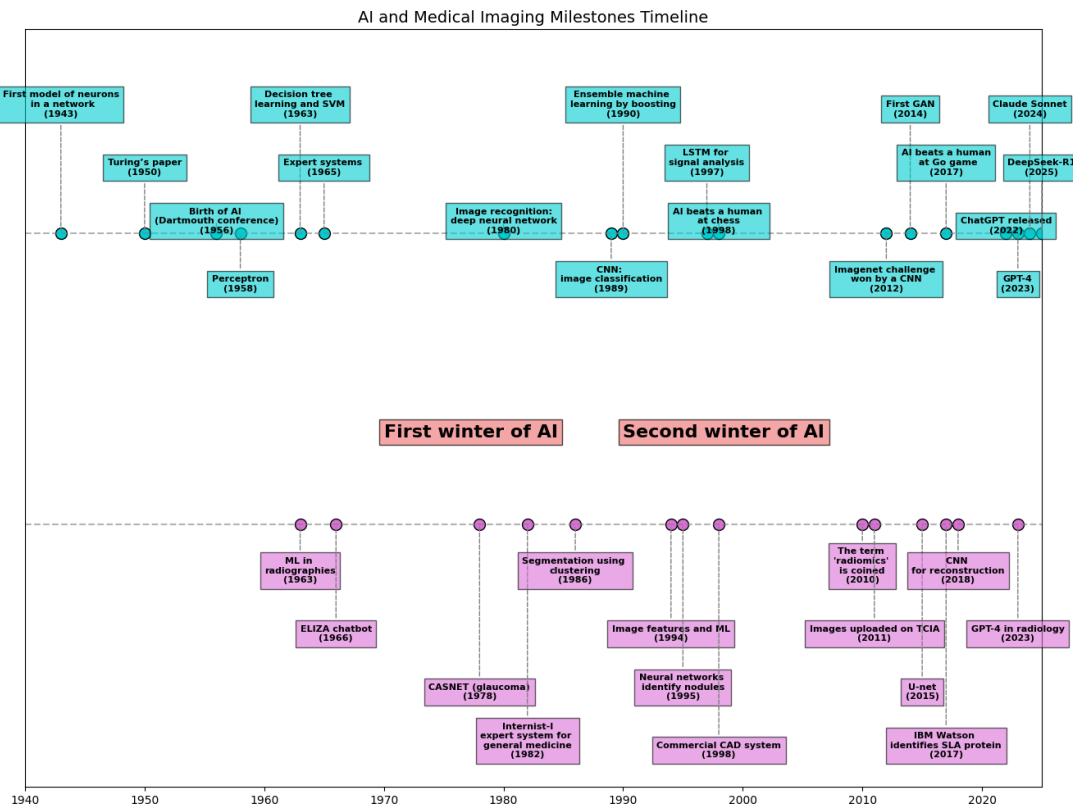 AI and Medical Imaging Milestones Timeline
First model of neurons
in a network
(1943)
Decision tree
learning and SVM
(1963)
Ensemble machine
learning by boosting
(1990)
First GAN
(2014)
Claude Sonnet
(2024)
Turing’s paper
(1950)
Expert systems
(1965)
LSTM for
signal analysis
(1997)
AI beats a human
at Go game
(2017)
DeepSeek-R1
(2025)
Birth of AI
(Dartmouth conference)
(1956)
Image recognition:
deep neural network
(1980)
AI beats a human
at chess
(1998)
ChatGPT released
(2022)
Perceptron
(1958)
CNN:
image classification
(1989)
Imagenet challenge
won by a CNN
(2012)
GPT-4
(2023)
First winter of AI
Second winter of AI
ML in
radiographies
(1963)
Segmentation using
clustering
(1986)
The term
'radiomics'
is coined
(2010)
CNN
for reconstruction
(2018)
ELIZA chatbot
(1966)
Image features and ML
(1994)
Images uploaded on TCIA
(2011)
GPT-4 in radiology
(2023)
CASNET (glaucoma)
(1978)
Neural networks
identify nodules
(1995)
U-net
(2015)
Internist-I
expert system for
general medicine
(1982)
Commercial CAD system
(1998)
IBM Watson
identifies SLA protein
(2017)
1940
1950
1960
1970
1980
1990
2000
2010
2020